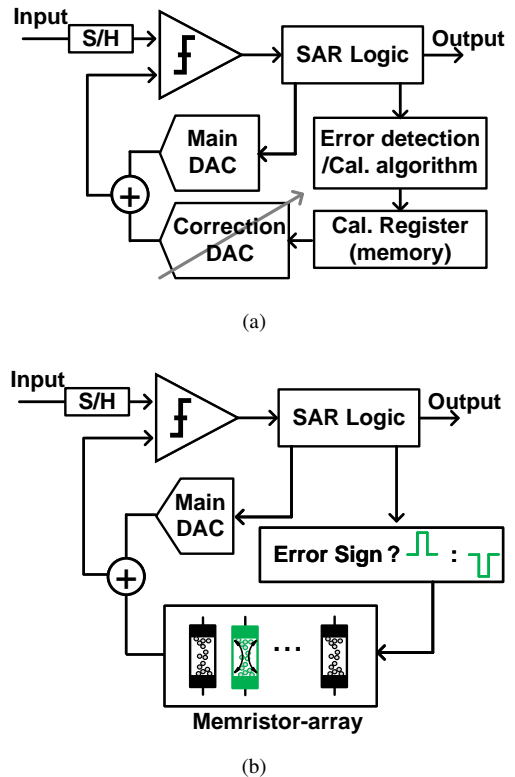 Input
S/H
SAR Logic
Output
Main
DAC
Error detection
/Cal. algorithm
+
Correction
DAC
Cal. Register
(memory)
(a)
Input
S/H
SAR Logic
Output
Main
DAC
Error Sign ? :
+
...
Memristor-array
(b)